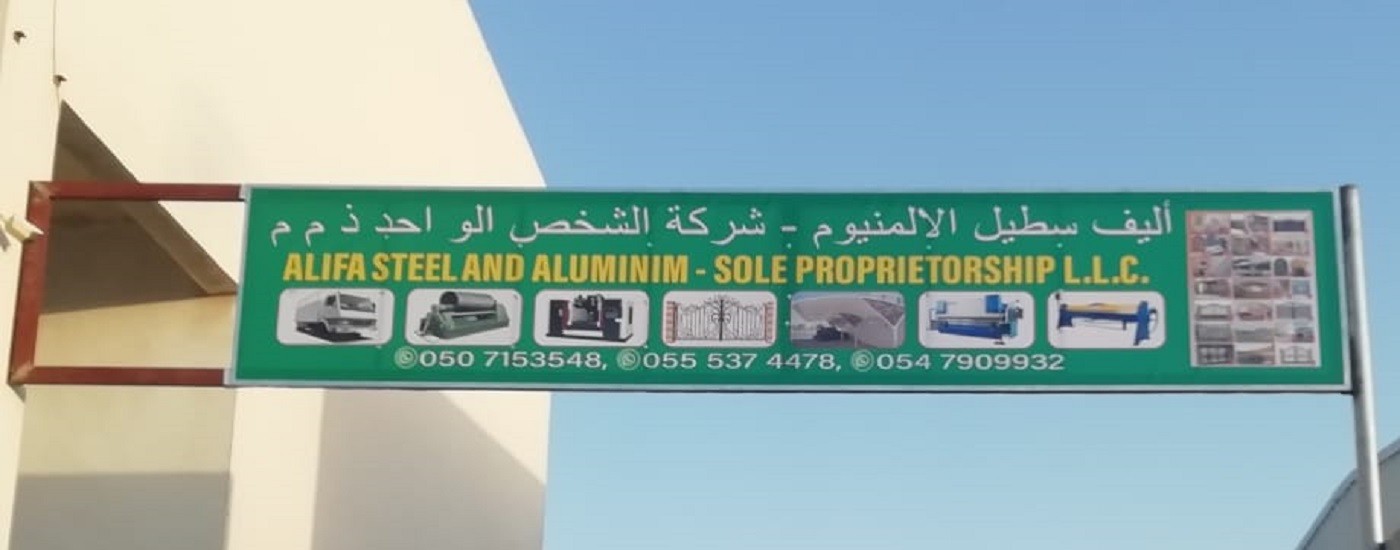 أليف سطيل الالمنيوم - شركة الشخص الو احد ذ م م
ALIFA STEEL AND ALUMINIM - SOLE PROPRIETORSHIP L.L.C.
050 7153548, 055 537 4478, 054 7909932